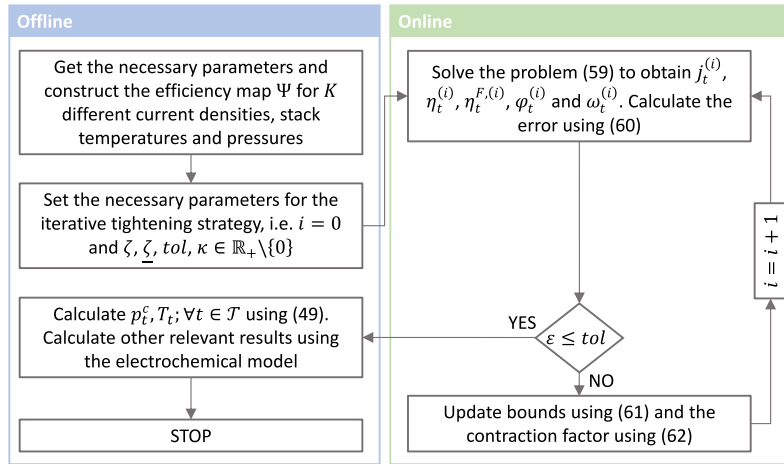 Offline
Get the necessary parameters and
construct the efficiency map Ψ for K
different current densities, stack
temperatures and pressures
Set the necessary parameters for the
iterative tightening strategy, i.e. i = 0
and ζ, ζ̲, tol, κ ∈ ℝ₊\{0}
Calculate p_t^c, T_t; ∀t ∈ 𝒯 using (49).
Calculate other relevant results using
the electrochemical model
STOP
Online
Solve the problem (59) to obtain j_t^(i),
η_t^(i), η_t^F,(i), φ_t^(i) and ω_t^(i). Calculate the
error using (60)
YES
ε ≤ tol
NO
Update bounds using (61) and the
contraction factor using (62)
i = i + 1